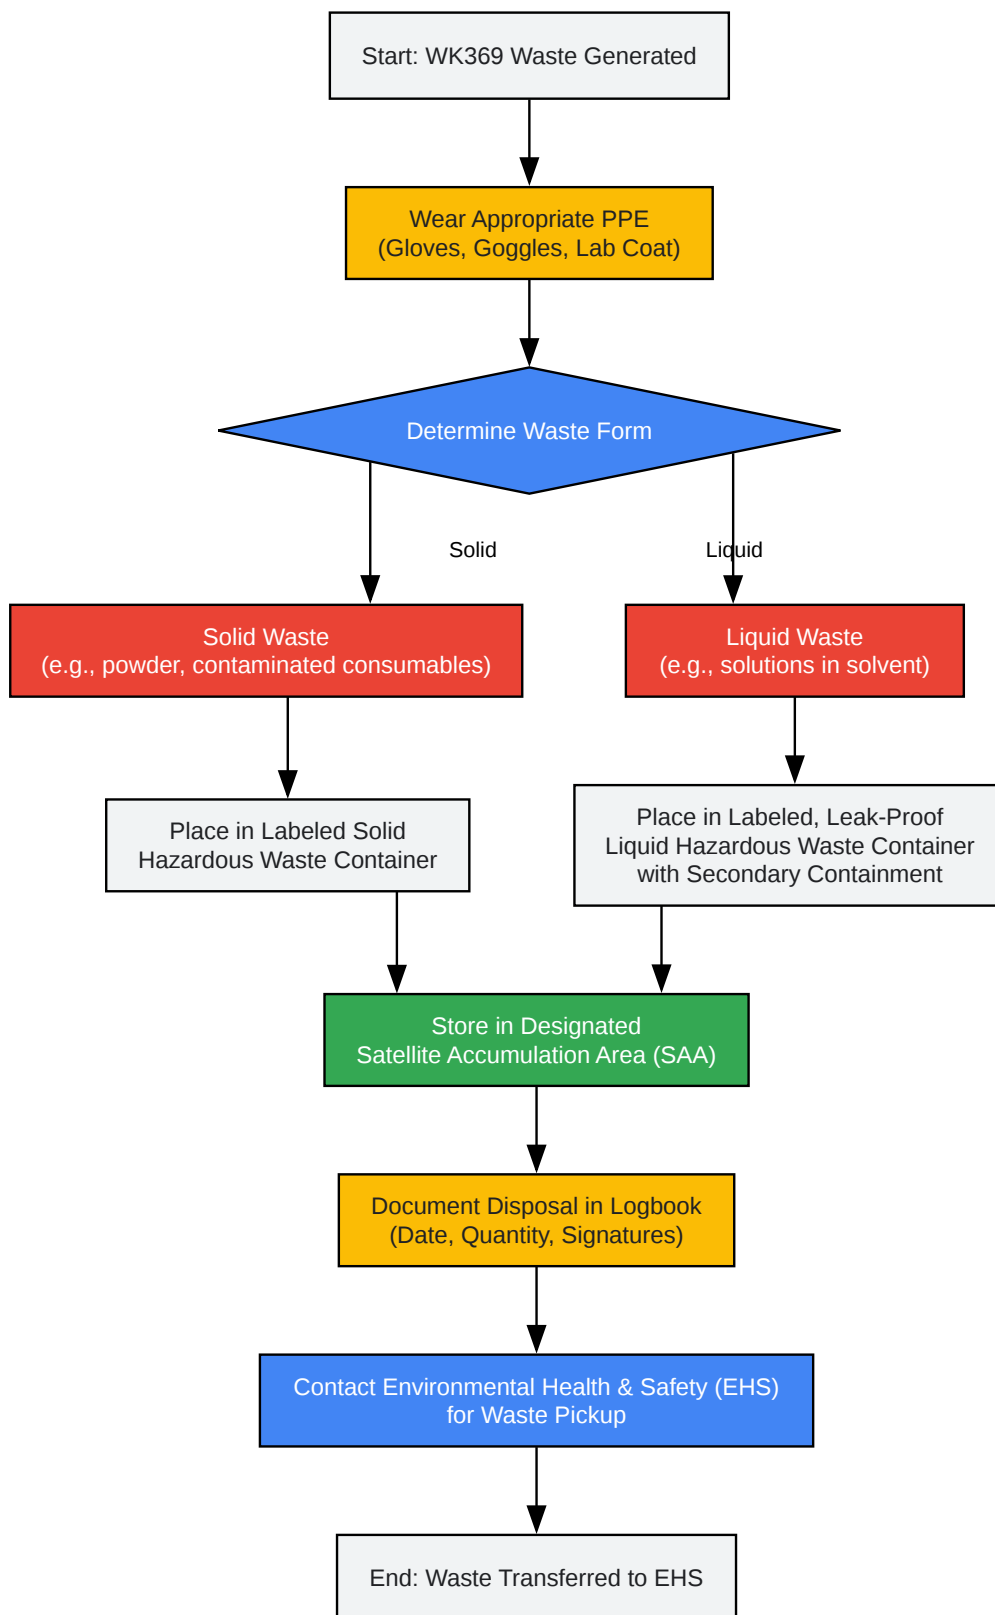 Start: WK369 Waste Generated
Wear Appropriate PPE
(Gloves, Goggles, Lab Coat)
Determine Waste Form
Solid
Liquid
Solid Waste
(e.g., powder, contaminated consumables)
Liquid Waste
(e.g., solutions in solvent)
Place in Labeled Solid
Hazardous Waste Container
Place in Labeled, Leak-Proof
Liquid Hazardous Waste Container
with Secondary Containment
Store in Designated
Satellite Accumulation Area (SAA)
Document Disposal in Logbook
(Date, Quantity, Signatures)
Contact Environmental Health & Safety (EHS)
for Waste Pickup
End: Waste Transferred to EHS